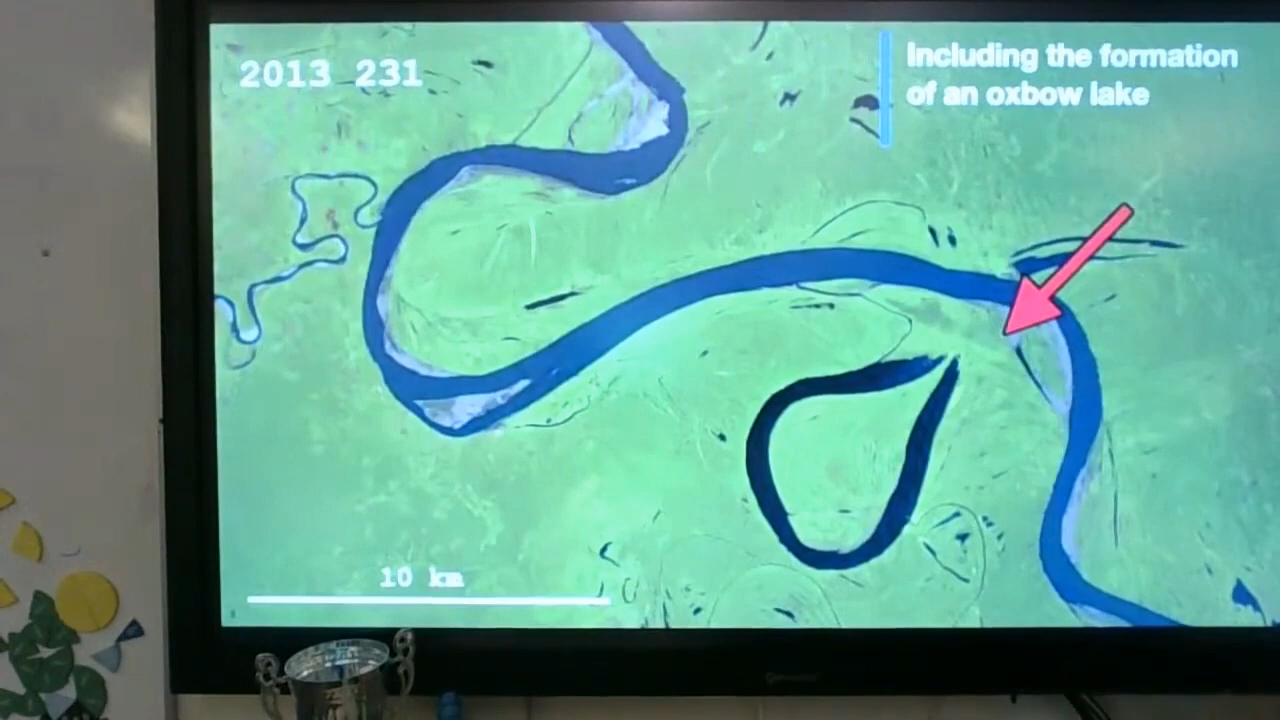 2013 231
Including the formation
of an oxbow lake
10 km